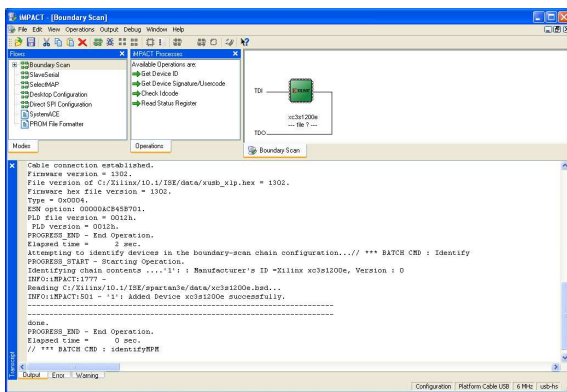 iMPACT - [Boundary Scan]
File Edit View Operations Output Debug Window Help
Flows
Boundary Scan
SlaveSerial
SelectMAP
Desktop Configuration
Direct SPI Configuration
SystemACE
PROM File Formatter
Modes
iMPACT Processes
Available Operations are:
Get Device ID
Get Device Signature/Usercode
Check Idcode
Read Status Register
Operations
TDI
xc3s1200e
--- file ? ---
TDO
Boundary Scan
Cable connection established.
Firmware version = 1302.
File version of C:/Xilinx/10.1/ISE/data/xusb_xlp.hex = 1302.
Firmware hex file version = 1302.
Type = 0x0004.
ESN option: 00000ACB45B701.
PLD file version = 0012h.
PLD version = 0012h.
PROGRESS_END - End Operation.
Elapsed time = 2 sec.
Attempting to identify devices in the boundary-scan chain configuration...// *** BATCH CMD : Identify
PROGRESS_START - Starting Operation.
Identifying chain contents ....'1': : Manufacturer's ID =Xilinx xc3s1200e, Version : 0
INFO:iMPACT:1777 -
Reading C:/Xilinx/10.1/ISE/spartan3e/data/xc3s1200e.bsd...
INFO:iMPACT:501 - '1': Added Device xc3s1200e successfully.
----------------------------------------------------------------------
----------------------------------------------------------------------
done.
PROGRESS_END - End Operation.
Elapsed time = 0 sec.
// *** BATCH CMD : identifyMPM
Transcript
Output Error Warning
Configuration Platform Cable USB 6 MHz usb-hs